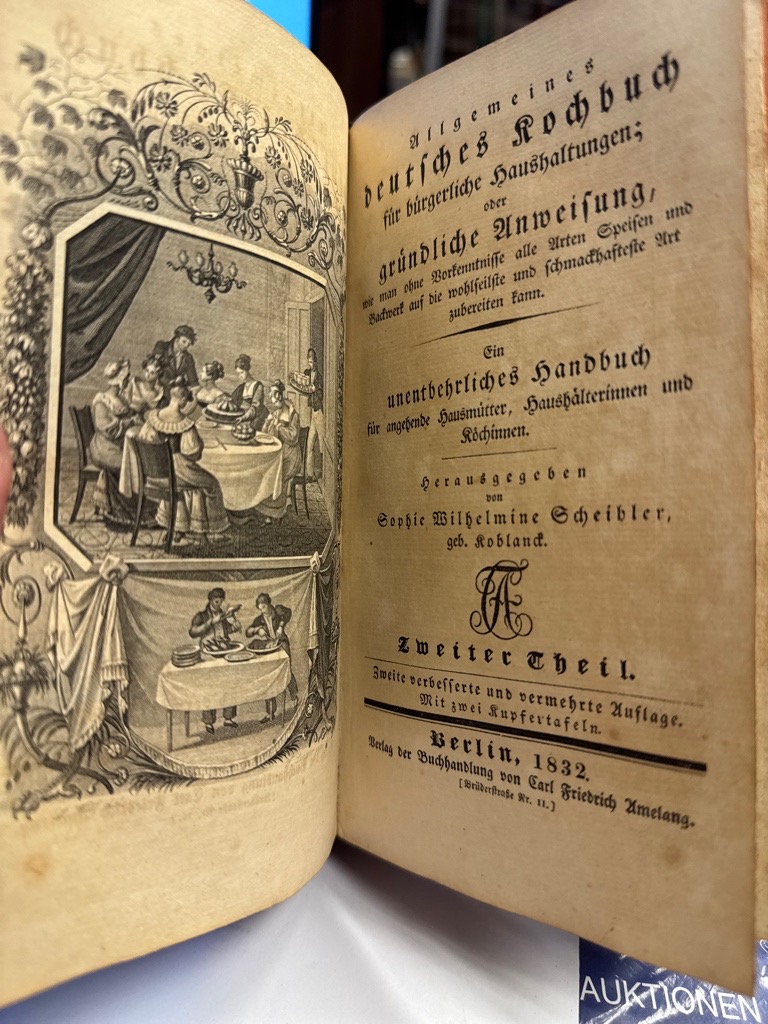 Allgemeines
deutsches Kochbuch
für bürgerliche Haushaltungen;
oder
gründliche Anweisung,
wie man ohne Vorkenntnisse alle Arten Speisen und
Backwerk auf die wohlfeilste und schmackhafteste Art
zubereiten kann.
Ein
unentbehrliches Handbuch
für angehende Hausmütter, Haushälterinnen und
Köchinnen.
Herausgegeben
von
Sophie Wilhelmine Scheibler,
geb. Koblanck.
Zweiter Theil.
Zweite verbesserte und vermehrte Auflage.
Mit zwei Kupfertafeln.
Berlin, 1832.
Verlag der Buchhandlung von Carl Friedrich Amelang.
[Brüderstraße Nr. 11.]
AUKTIONEN